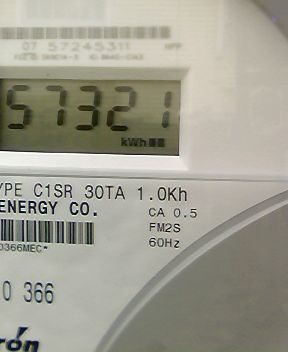 07 57245311
57321
kWh
YPE C1SR 30TA 1.0Kh
ENERGY CO.
CA 0.5
FM2S
60Hz
0366MEC*
0 366
rón